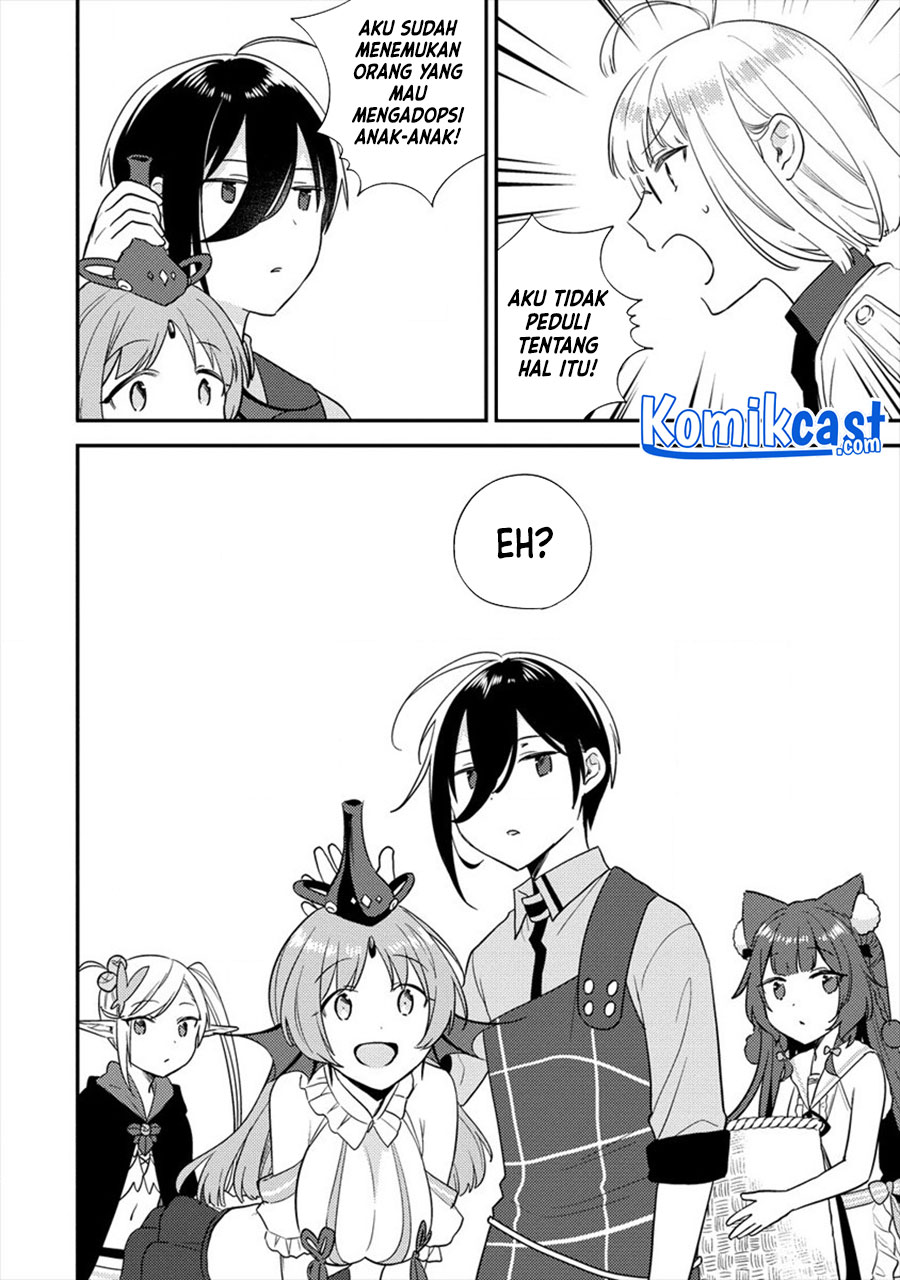 AKU TIDAK
PEDULI
TENTANG
HAL ITU!
AKU SUDAH
MENEMUKAN
ORANG YANG
MAU
MENGADOPSI
ANAK-ANAK!
Komikcast
.com
EH?